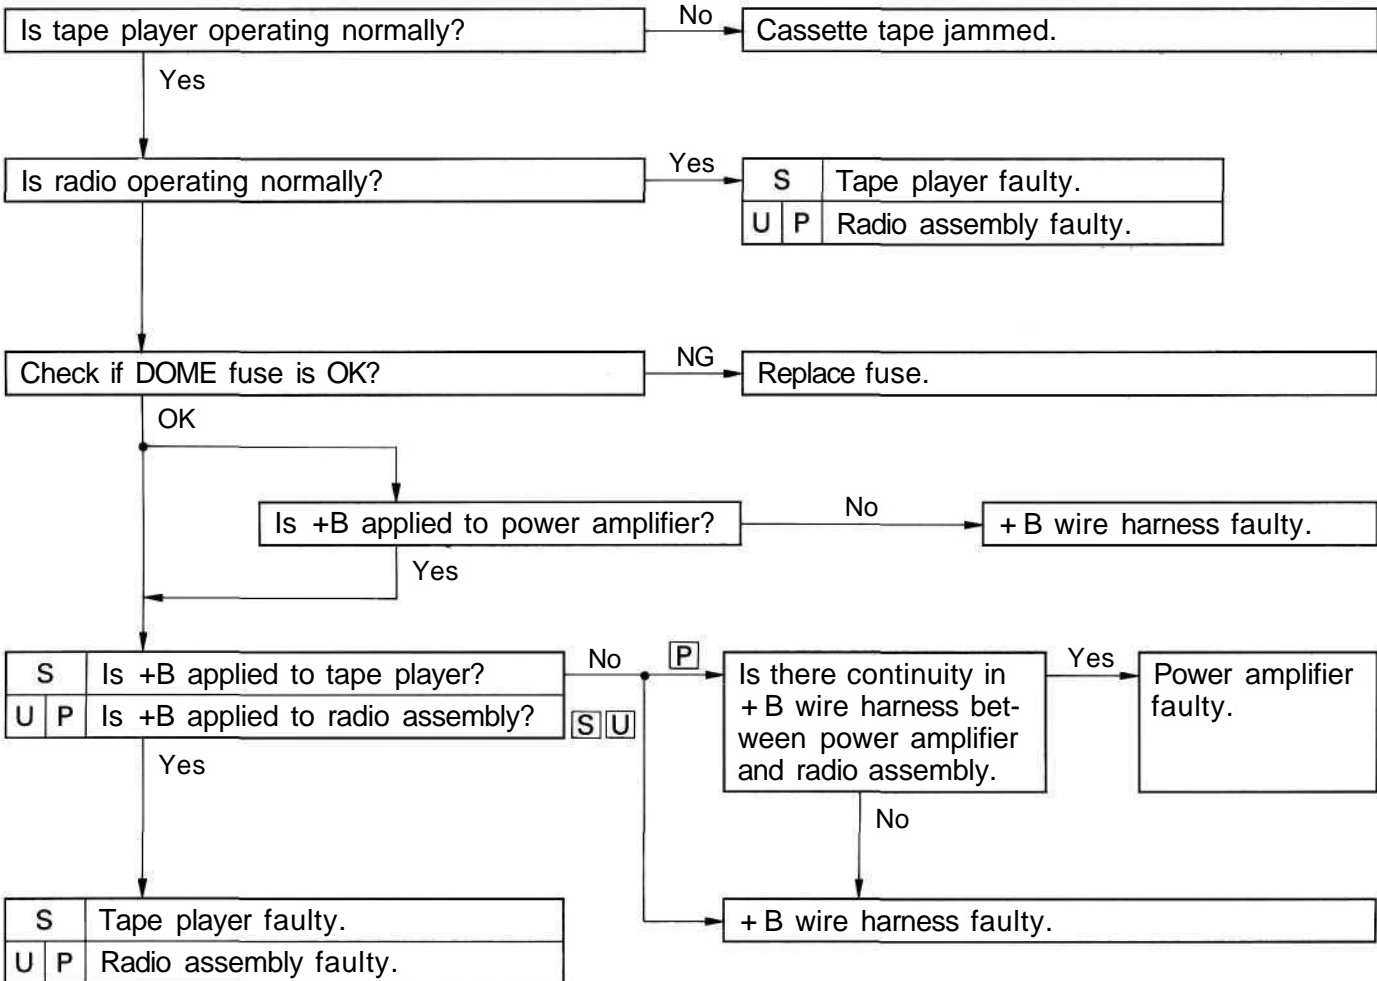 Is tape player operating normally?
No
Cassette tape jammed.
Yes
Is radio operating normally?
Yes
S Tape player faulty.
U P Radio assembly faulty.
Check if DOME fuse is OK?
NG
Replace fuse.
OK
Is +B applied to power amplifier?
No
+ B wire harness faulty.
Yes
S Is +B applied to tape player?
U P Is +B applied to radio assembly?
No
P
S U
Is there continuity in
+ B wire harness bet-
ween power amplifier
and radio assembly.
Yes
Power amplifier
faulty.
Yes
No
S Tape player faulty.
U P Radio assembly faulty.
+ B wire harness faulty.